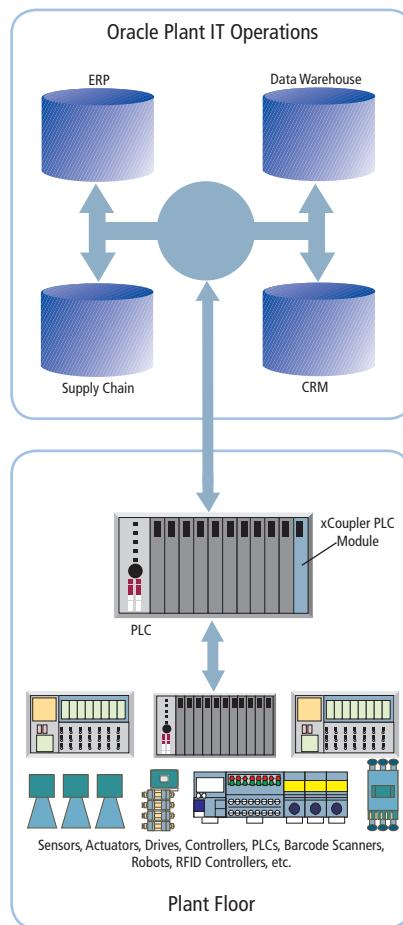 Oracle Plant IT Operations
ERP
Data Warehouse
Supply Chain
CRM
xCoupler PLC
Module
PLC
Sensors, Actuators, Drives, Controllers, PLCs, Barcode Scanners,
Robots, RFID Controllers, etc.
Plant Floor